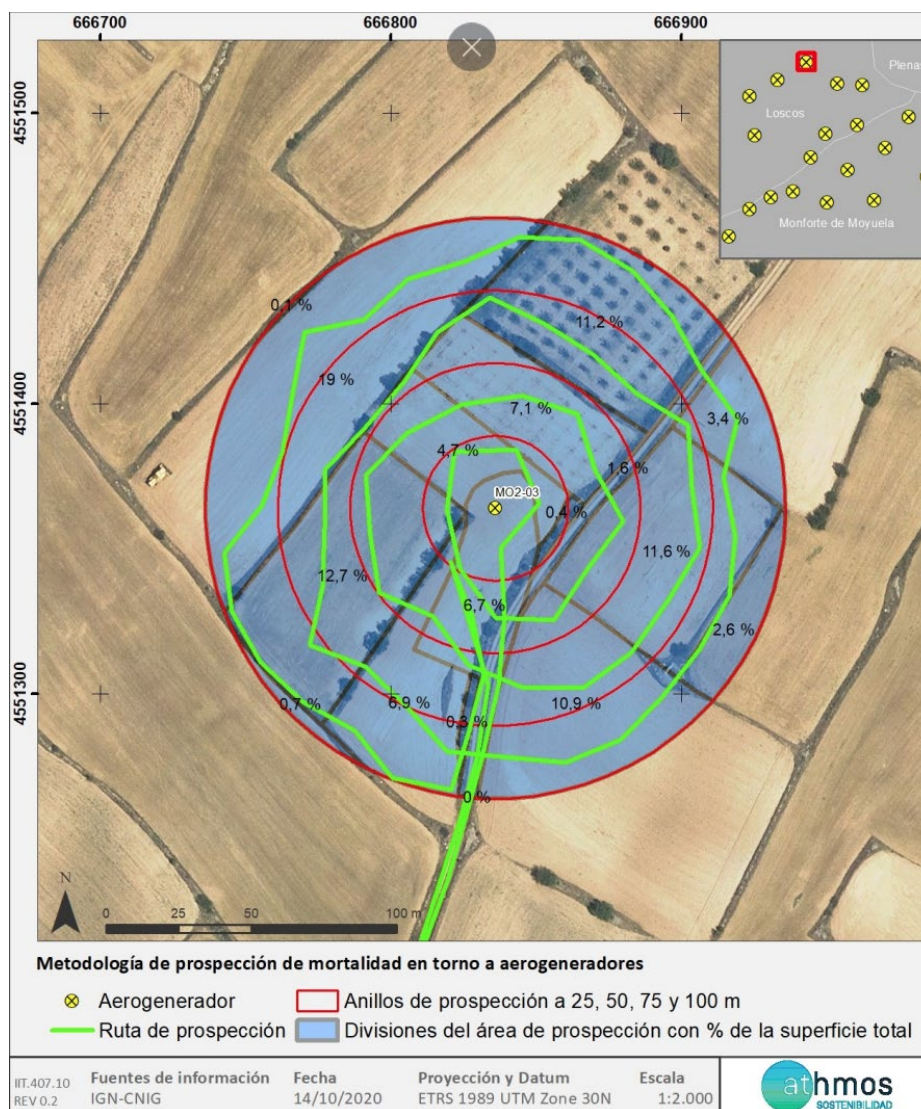 666700 666800 666900
4551500
4551400
4551300
Plenas
Loscos
Monforte de Moyuela
0,1 %
11,2 %
19 %
7,1 %
3,4 %
4,7 %
1,6 %
MO2-03
0,4 %
11,6 %
12,7 %
6,7 %
2,6 %
0,7 %
6,9 %
10,9 %
0,3 %
0 %
N
0 25 50 100 m
Metodología de prospección de mortalidad en torno a aerogeneradores
Aerogenerador Anillos de prospección a 25, 50, 75 y 100 m
Ruta de prospección Divisiones del área de prospección con % de la superficie total
IIT.407.10 Fuentes de información Fecha Proyección y Datum Escala
REV 0.2 IGN-CNIG 14/10/2020 ETRS 1989 UTM Zone 30N 1:2.000
athmos
SOSTENIBILIDAD